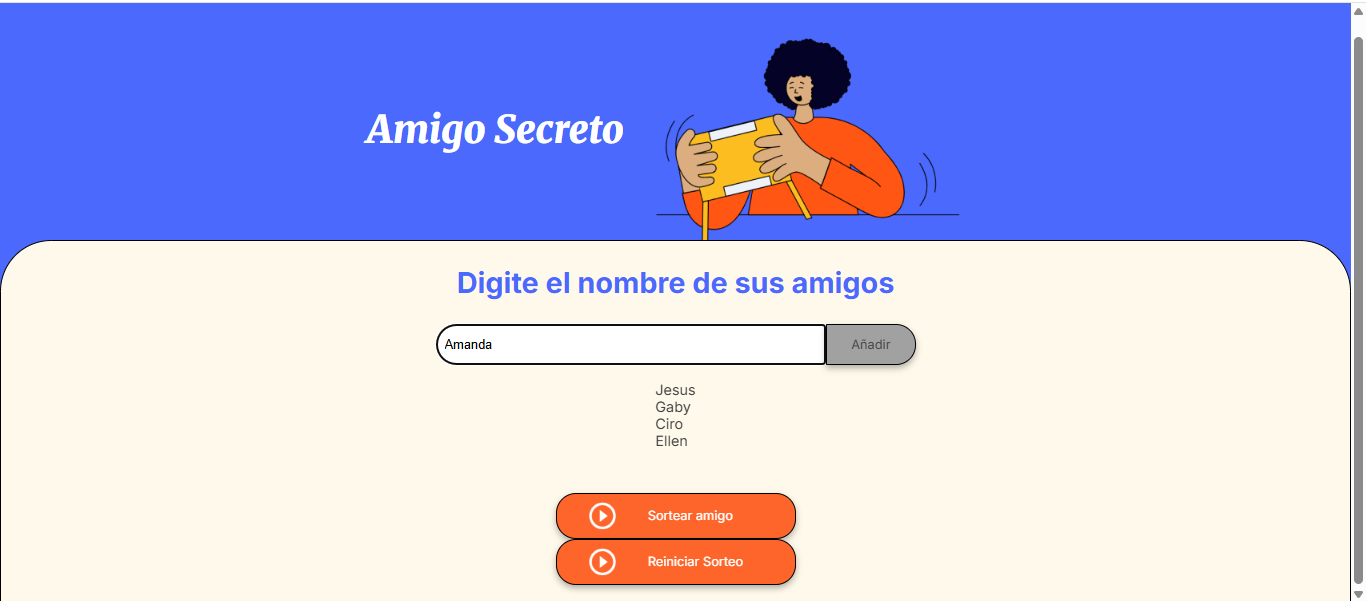 Amigo Secreto
Digite el nombre de sus amigos
Amanda
Añadir
Jesus
Gaby
Ciro
Ellen
Sortear amigo
Reiniciar Sorteo